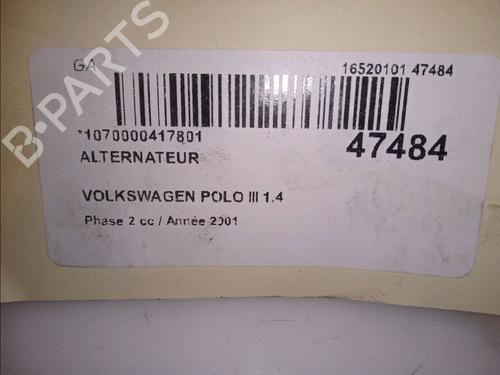 GA 16520101 47484
*1070000417801 47484
ALTERNATEUR
VOLKSWAGEN POLO III 1.4
Phase 2 cc / Année 2001
B-PARTS